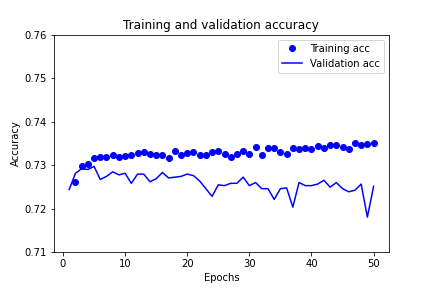 Training and validation accuracy
0.76
0.75
0.74
0.73
0.72
0.71
Accuracy
Training acc
Validation acc
0 10 20 30 40 50
Epochs